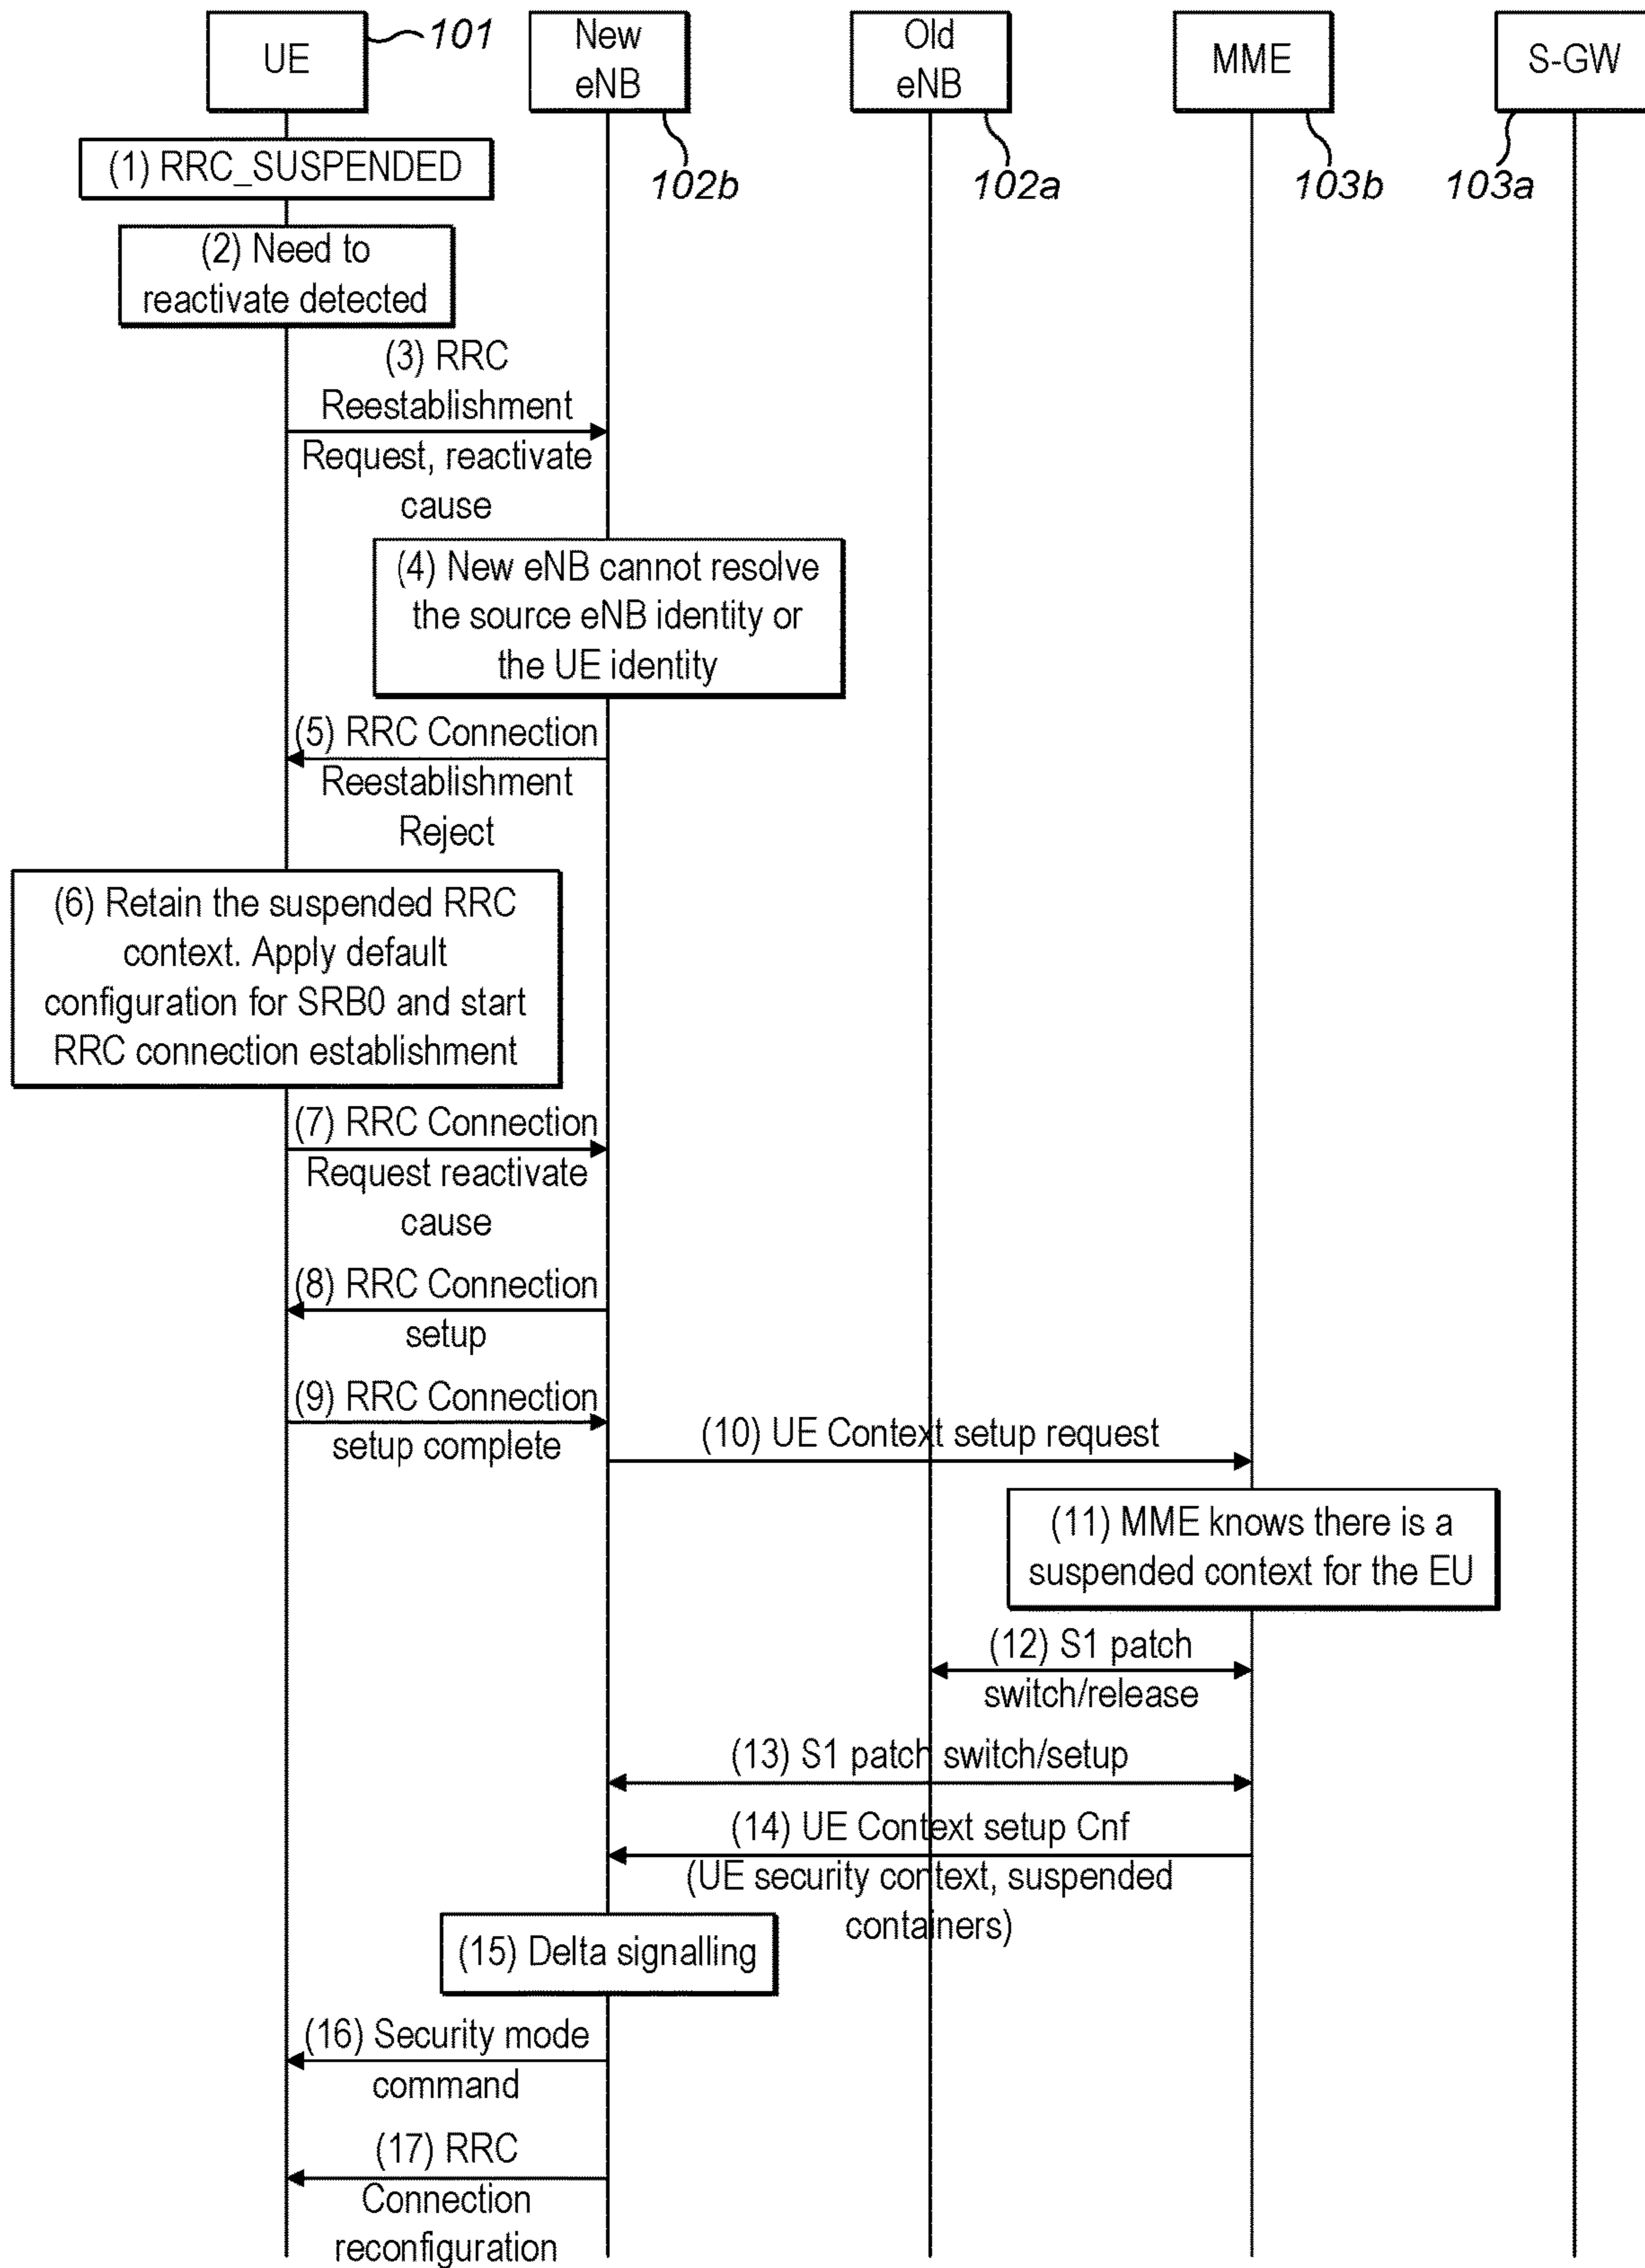 UE
101
New
eNB
Old
eNB
MME
S-GW
102b
102a
103b
103a
(1) RRC_SUSPENDED
(2) Need to
reactivate detected
(3) RRC
Reestablishment
Request, reactivate
cause
(4) New eNB cannot resolve
the source eNB identity or
the UE identity
(5) RRC Connection
Reestablishment
Reject
(6) Retain the suspended RRC
context. Apply default
configuration for SRB0 and start
RRC connection establishment
(7) RRC Connection
Request reactivate
cause
(8) RRC Connection
setup
(9) RRC Connection
setup complete
(10) UE Context setup request
(11) MME knows there is a
suspended context for the EU
(12) S1 patch
switch/release
(13) S1 patch switch/setup
(14) UE Context setup Cnf
(UE security context, suspended
containers)
(15) Delta signalling
(16) Security mode
command
(17) RRC
Connection
reconfiguration